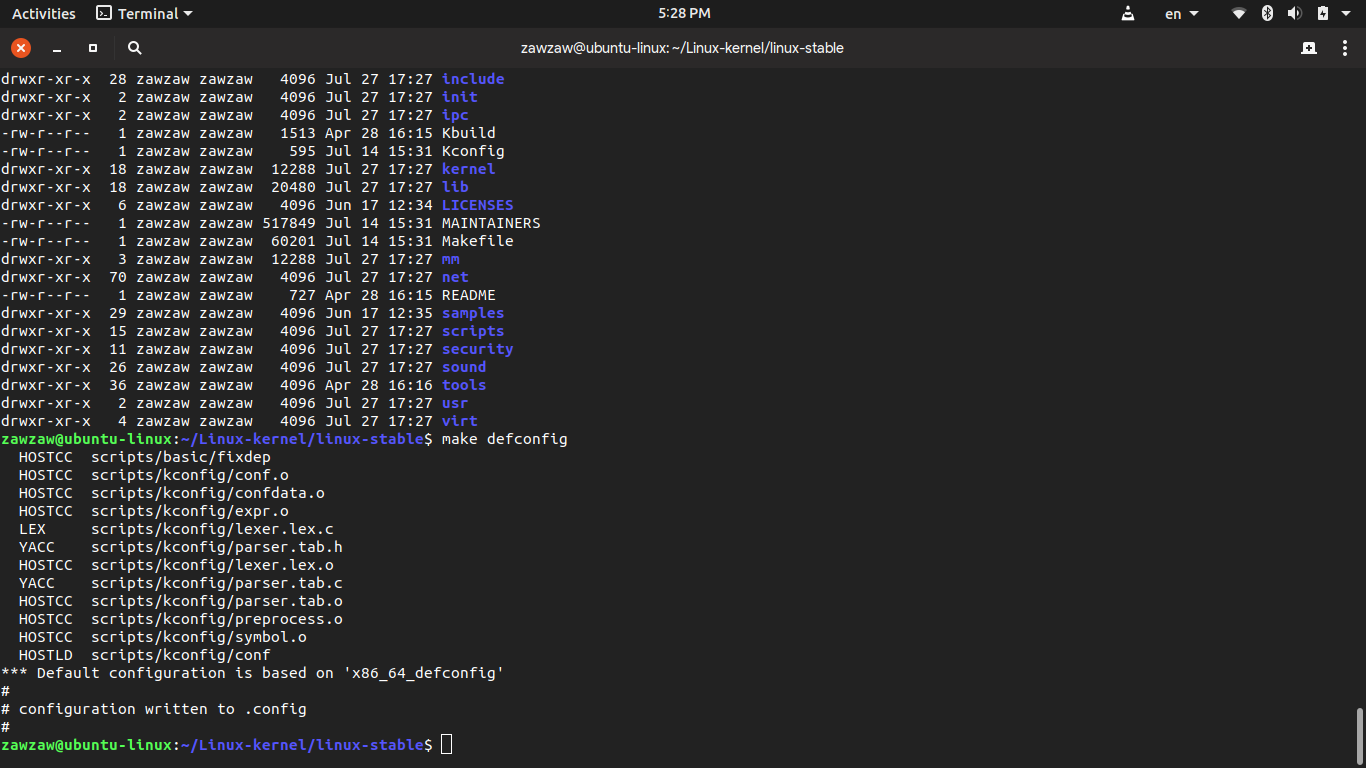 Activities Terminal 5:28 PM en
zawzaw@ubuntu-linux: ~/Linux-kernel/linux-stable
drwxr-xr-x  28 zawzaw zawzaw   4096 Jul 27 17:27 include
drwxr-xr-x   2 zawzaw zawzaw   4096 Jul 27 17:27 init
drwxr-xr-x   2 zawzaw zawzaw   4096 Jul 27 17:27 ipc
-rw-r--r--   1 zawzaw zawzaw   1513 Apr 28 16:15 Kbuild
-rw-r--r--   1 zawzaw zawzaw    595 Jul 14 15:31 Kconfig
drwxr-xr-x  18 zawzaw zawzaw  12288 Jul 27 17:27 kernel
drwxr-xr-x  18 zawzaw zawzaw  20480 Jul 27 17:27 lib
drwxr-xr-x   6 zawzaw zawzaw   4096 Jun 17 12:34 LICENSES
-rw-r--r--   1 zawzaw zawzaw 517849 Jul 14 15:31 MAINTAINERS
-rw-r--r--   1 zawzaw zawzaw  60201 Jul 14 15:31 Makefile
drwxr-xr-x   3 zawzaw zawzaw  12288 Jul 27 17:27 mm
drwxr-xr-x  70 zawzaw zawzaw   4096 Jul 27 17:27 net
-rw-r--r--   1 zawzaw zawzaw    727 Apr 28 16:15 README
drwxr-xr-x  29 zawzaw zawzaw   4096 Jun 17 12:35 samples
drwxr-xr-x  15 zawzaw zawzaw   4096 Jul 27 17:27 scripts
drwxr-xr-x  11 zawzaw zawzaw   4096 Jul 27 17:27 security
drwxr-xr-x  26 zawzaw zawzaw   4096 Jul 27 17:27 sound
drwxr-xr-x  36 zawzaw zawzaw   4096 Apr 28 16:16 tools
drwxr-xr-x   2 zawzaw zawzaw   4096 Jul 27 17:27 usr
drwxr-xr-x   4 zawzaw zawzaw   4096 Jul 27 17:27 virt
zawzaw@ubuntu-linux:~/Linux-kernel/linux-stable$ make defconfig
  HOSTCC  scripts/basic/fixdep
  HOSTCC  scripts/kconfig/conf.o
  HOSTCC  scripts/kconfig/confdata.o
  HOSTCC  scripts/kconfig/expr.o
  LEX     scripts/kconfig/lexer.lex.c
  YACC    scripts/kconfig/parser.tab.h
  HOSTCC  scripts/kconfig/lexer.lex.o
  YACC    scripts/kconfig/parser.tab.c
  HOSTCC  scripts/kconfig/parser.tab.o
  HOSTCC  scripts/kconfig/preprocess.o
  HOSTCC  scripts/kconfig/symbol.o
  HOSTLD  scripts/kconfig/conf
*** Default configuration is based on 'x86_64_defconfig'
#
# configuration written to .config
#
zawzaw@ubuntu-linux:~/Linux-kernel/linux-stable$